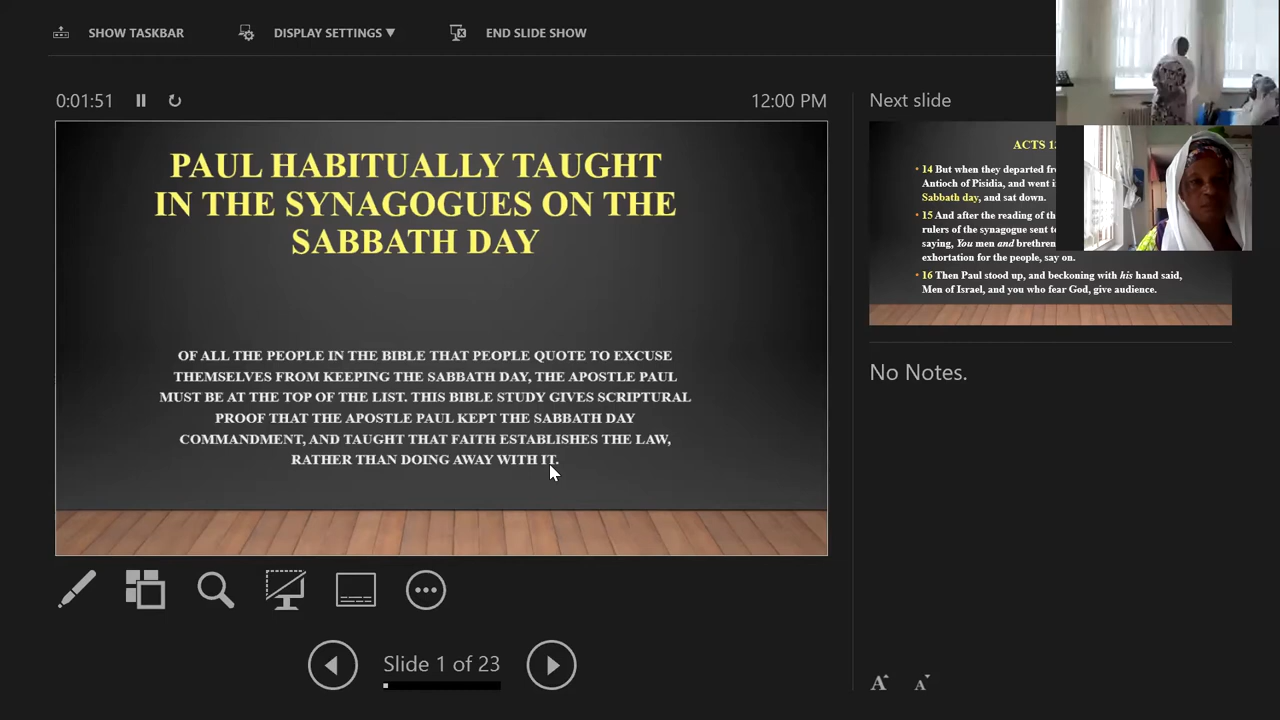 SHOW TASKBAR
DISPLAY SETTINGS ▼
END SLIDE SHOW
0:01:51
12:00 PM
PAUL HABITUALLY TAUGHT
IN THE SYNAGOGUES ON THE
SABBATH DAY
OF ALL THE PEOPLE IN THE BIBLE THAT PEOPLE QUOTE TO EXCUSE
THEMSELVES FROM KEEPING THE SABBATH DAY, THE APOSTLE PAUL
MUST BE AT THE TOP OF THE LIST. THIS BIBLE STUDY GIVES SCRIPTURAL
PROOF THAT THE APOSTLE PAUL KEPT THE SABBATH DAY
COMMANDMENT, AND TAUGHT THAT FAITH ESTABLISHES THE LAW,
RATHER THAN DOING AWAY WITH IT.
Slide 1 of 23
Next slide
ACTS
14 But when they departed
Antioch of Pisidia, and went
Sabbath day, and sat down.
15 And after the reading of the
rulers of the synagogue sent
saying, You men and brethren
exhortation for the people, say on.
16 Then Paul stood up, and beckoning with his hand said,
Men of Israel, and you who fear God, give audience.
No Notes.
A A